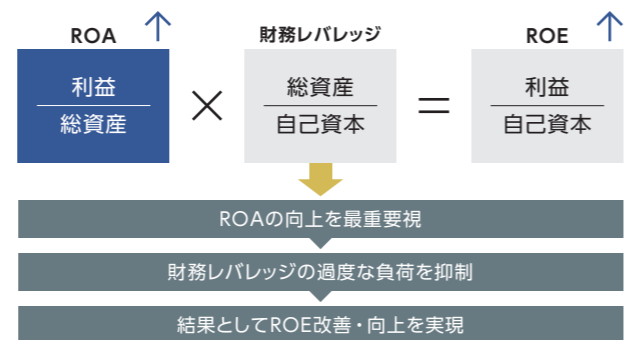 ROA ↑ 財務レバレッジ ROE ↑
利益 総資産 利益
総資産 × 自己資本 = 自己資本
ROAの向上を最重要視
財務レバレッジの過度な負荷を抑制
結果としてROE改善・向上を実現